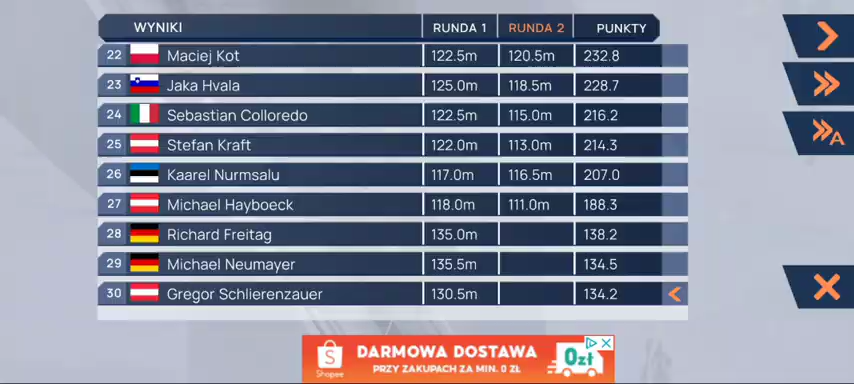 WYNIKI RUNDA 1 RUNDA 2 PUNKTY
22 Maciej Kot 122.5m 120.5m 232.8
23 Jaka Hvala 125.0m 118.5m 228.7
24 Sebastian Colloredo 122.5m 115.0m 216.2
25 Stefan Kraft 122.0m 113.0m 214.3
26 Kaarel Nurmsalu 117.0m 116.5m 207.0
27 Michael Hayboeck 118.0m 111.0m 188.3
28 Richard Freitag 135.0m 138.2
29 Michael Neumayer 135.5m 134.5
30 Gregor Schlierenzauer 130.5m 134.2
A
S
Shopee
DARMOWA DOSTAWA
PRZY ZAKUPACH ZA MIN. 0 ZŁ
0zł